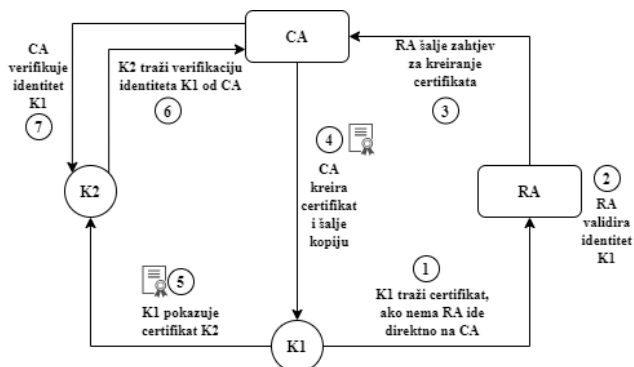 CA
CA
verifikuje
identitet
K1
7
K2 traži verifikaciju
identiteta K1 od CA
6
RA šalje zahtjev
za kreiranje
certifikata
3
4
CA
kreira
certifikat
i šalje
kopiju
K2
RA
2
RA
validira
identitet
K1
5
K1 pokazuje
certifikat K2
1
K1 traži certifikat,
ako nema RA ide
direktno na CA
K1